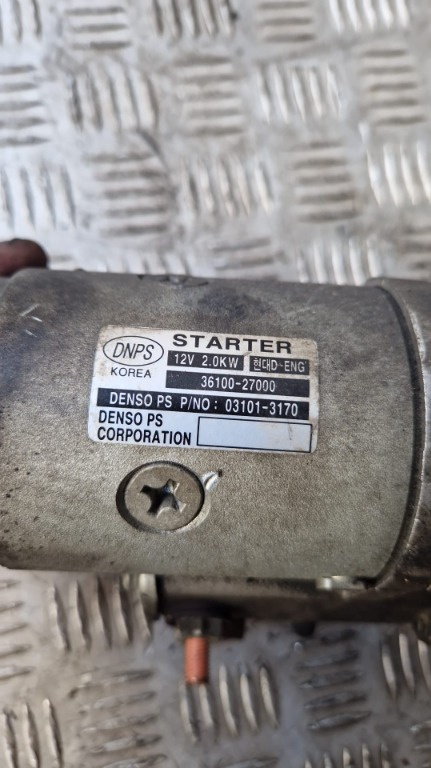 DNPS
KOREA
STARTER
12V 2.0KW 현대D-ENG
36100-27000
DENSO PS P/NO: 03101-3170
DENSO PS
CORPORATION